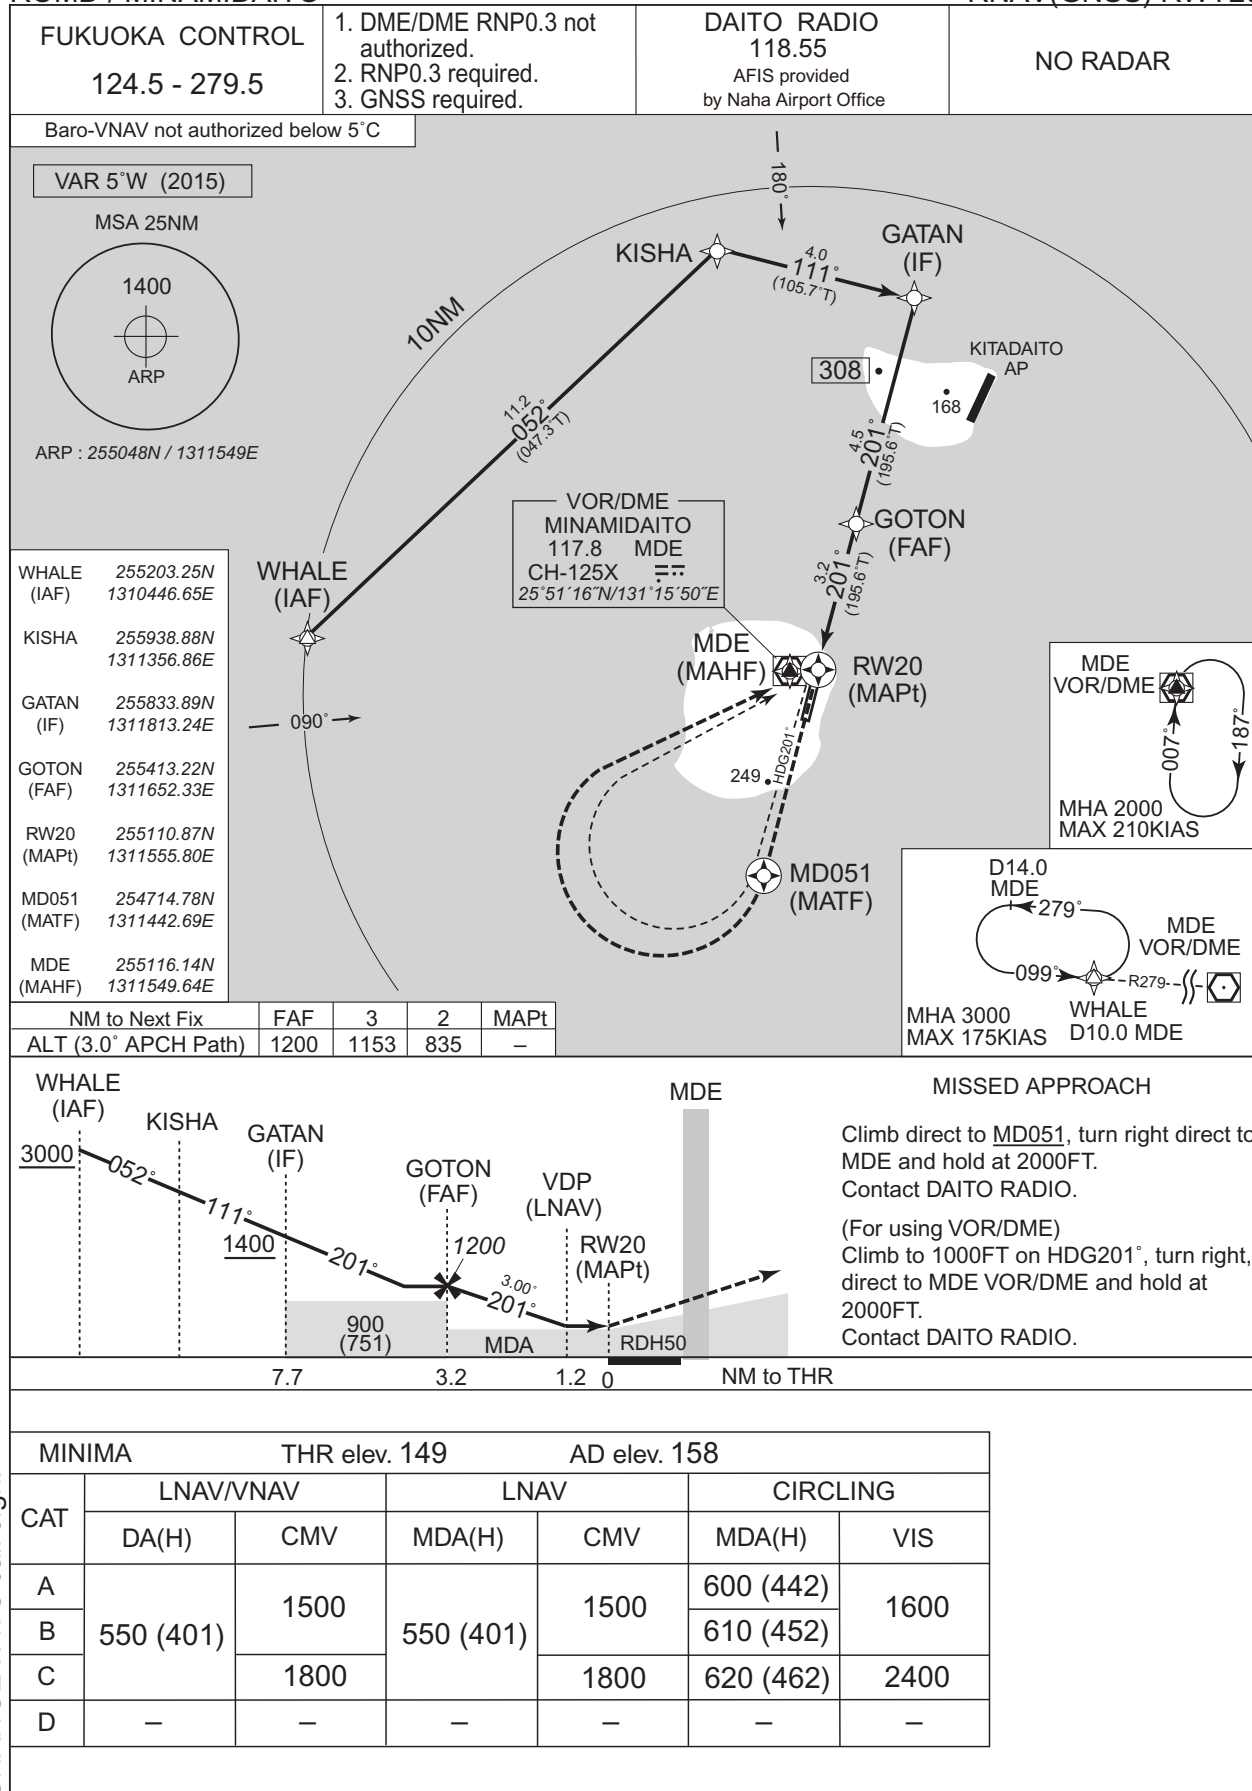 FUKUOKA CONTROL
124.5 - 279.5
1. DME/DME RNP0.3 not
authorized.
2. RNP0.3 required.
3. GNSS required.
DAITO RADIO
118.55
AFIS provided
by Naha Airport Office
NO RADAR
Baro-VNAV not authorized below 5˚C
VAR 5˚W (2015)
MSA 25NM
1400
ARP
ARP : 255048N / 1311549E
10NM
180˚
KISHA
4.0
111˚
(105.7˚T)
GATAN
(IF)
KITADAITO
AP
308
168
11.2
052˚
(047.3˚T)
4.5
201˚
(195.6˚T)
VOR/DME
MINAMIDAITO
117.8 MDE
CH-125X
25˚51´16˝N/131˚15´50˝E
GOTON
(FAF)
3.2
201˚
(195.6˚T)
WHALE
(IAF)
090˚
MDE
(MAHF)
RW20
(MAPt)
HDG201˚
249
MD051
(MATF)
WHALE 255203.25N
(IAF) 1310446.65E
KISHA 255938.88N
1311356.86E
GATAN 255833.89N
(IF) 1311813.24E
GOTON 255413.22N
(FAF) 1311652.33E
RW20 255110.87N
(MAPt) 1311555.80E
MD051 254714.78N
(MATF) 1311442.69E
MDE 255116.14N
(MAHF) 1311549.64E
MDE
VOR/DME
007˚
187˚
MHA 2000
MAX 210KIAS
D14.0
MDE
279˚
099˚
MDE
VOR/DME
R279
WHALE
D10.0 MDE
MHA 3000
MAX 175KIAS
NM to Next Fix FAF 3 2 MAPt
ALT (3.0˚ APCH Path) 1200 1153 835 –
WHALE
(IAF)
3000
052˚
KISHA
111˚
GATAN
(IF)
1400
201˚
GOTON
(FAF)
1200
3.00˚
201˚
VDP
(LNAV)
RW20
(MAPt)
MDE
900
(751)
MDA
RDH50
7.7 3.2 1.2 0 NM to THR
MISSED APPROACH
Climb direct to MD051, turn right direct to
MDE and hold at 2000FT.
Contact DAITO RADIO.
(For using VOR/DME)
Climb to 1000FT on HDG201˚, turn right,
direct to MDE VOR/DME and hold at
2000FT.
Contact DAITO RADIO.
MINIMA THR elev. 149 AD elev. 158
CAT LNAV/VNAV LNAV CIRCLING
DA(H) CMV MDA(H) CMV MDA(H) VIS
A 550 (401) 1500 550 (401) 1500 600 (442) 1600
B 610 (452)
C 1800 1800 620 (462) 2400
D – – – – – –